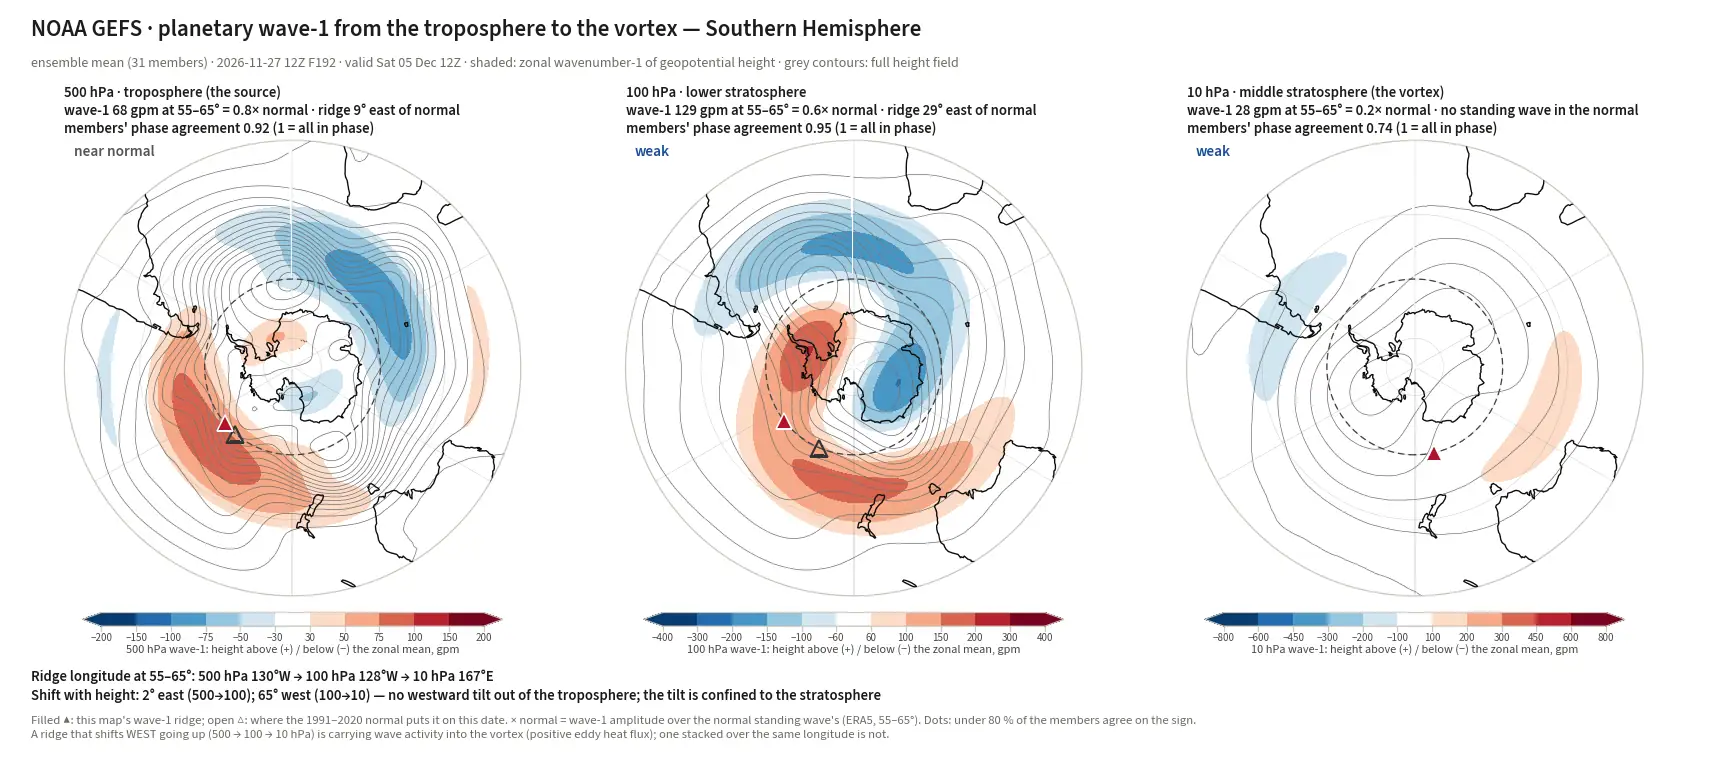 NOAA GEFS · planetary wave-1 from the troposphere to the vortex — Southern Hemisphere
ensemble mean (31 members) · 2026-11-27 12Z F192 · valid Sat 05 Dec 12Z · shaded: zonal wavenumber-1 of geopotential height · grey contours: full height field
500 hPa · troposphere (the source)
wave-1 68 gpm at 55–65° = 0.8× normal · ridge 9° east of normal
members' phase agreement 0.92 (1 = all in phase)
near normal
100 hPa · lower stratosphere
wave-1 129 gpm at 55–65° = 0.6× normal · ridge 29° east of normal
members' phase agreement 0.95 (1 = all in phase)
weak
10 hPa · middle stratosphere (the vortex)
wave-1 28 gpm at 55–65° = 0.2× normal · no standing wave in the normal
members' phase agreement 0.74 (1 = all in phase)
weak
−200 −150 −100 −75 −50 −30 30 50 75 100 150 200
500 hPa wave-1: height above (+) / below (−) the zonal mean, gpm
−400 −300 −200 −150 −100 −60 60 100 150 200 300 400
100 hPa wave-1: height above (+) / below (−) the zonal mean, gpm
−800 −600 −450 −300 −200 −100 100 200 300 450 600 800
10 hPa wave-1: height above (+) / below (−) the zonal mean, gpm
Ridge longitude at 55–65°: 500 hPa 130°W → 100 hPa 128°W → 10 hPa 167°E
Shift with height: 2° east (500→100); 65° west (100→10) — no westward tilt out of the troposphere; the tilt is confined to the stratosphere
Filled ▲: this map's wave-1 ridge; open △: where the 1991–2020 normal puts it on this date. × normal = wave-1 amplitude over the normal standing wave's (ERA5, 55–65°). Dots: under 80 % of the members agree on the sign.
A ridge that shifts WEST going up (500 → 100 → 10 hPa) is carrying wave activity into the vortex (positive eddy heat flux); one stacked over the same longitude is not.